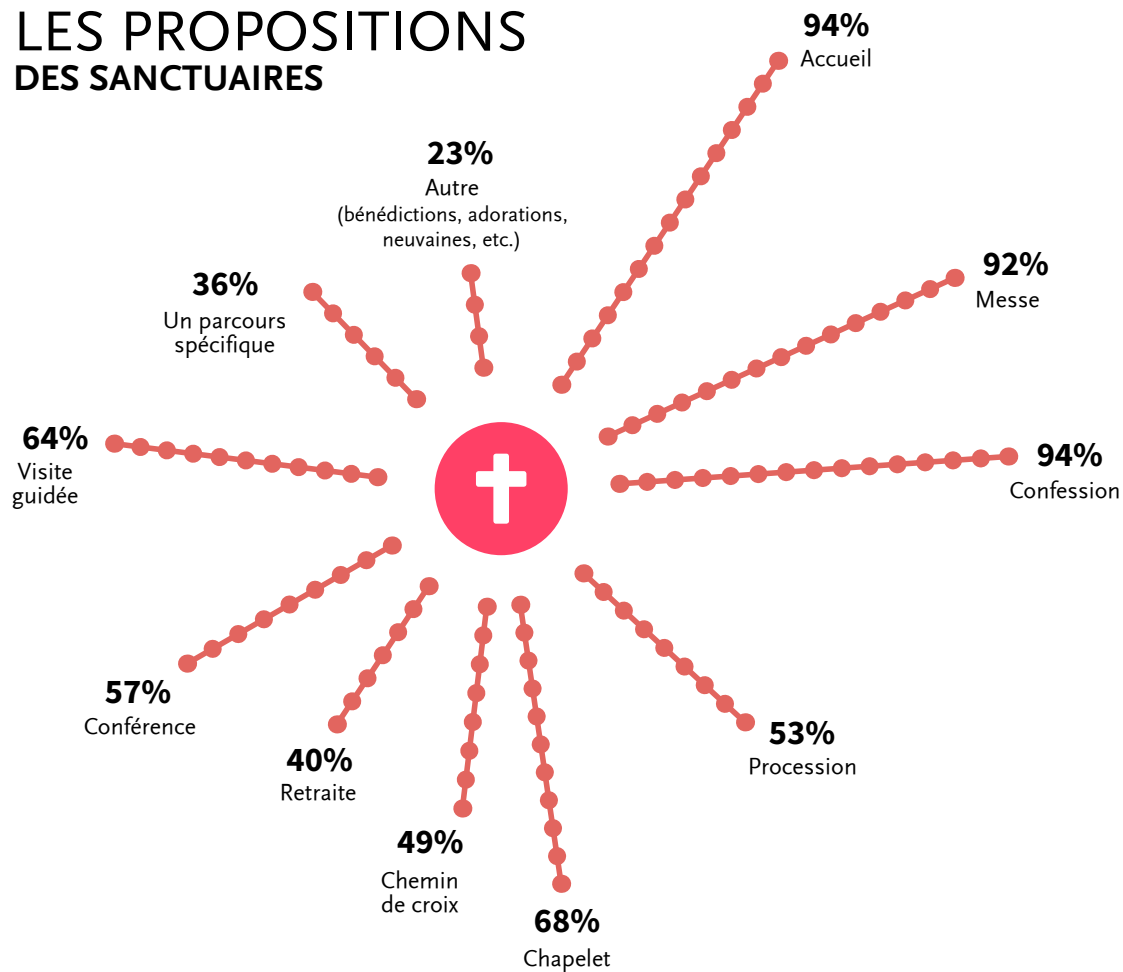 LES PROPOSITIONS
DES SANCTUAIRES
94%
Accueil
92%
Messe
94%
Confession
53%
Procession
68%
Chapelet
49%
Chemin
de croix
40%
Retraite
57%
Conférence
64%
Visite
guidée
36%
Un parcours
spécifique
23%
Autre
(bénédictions, adorations,
neuvaines, etc.)